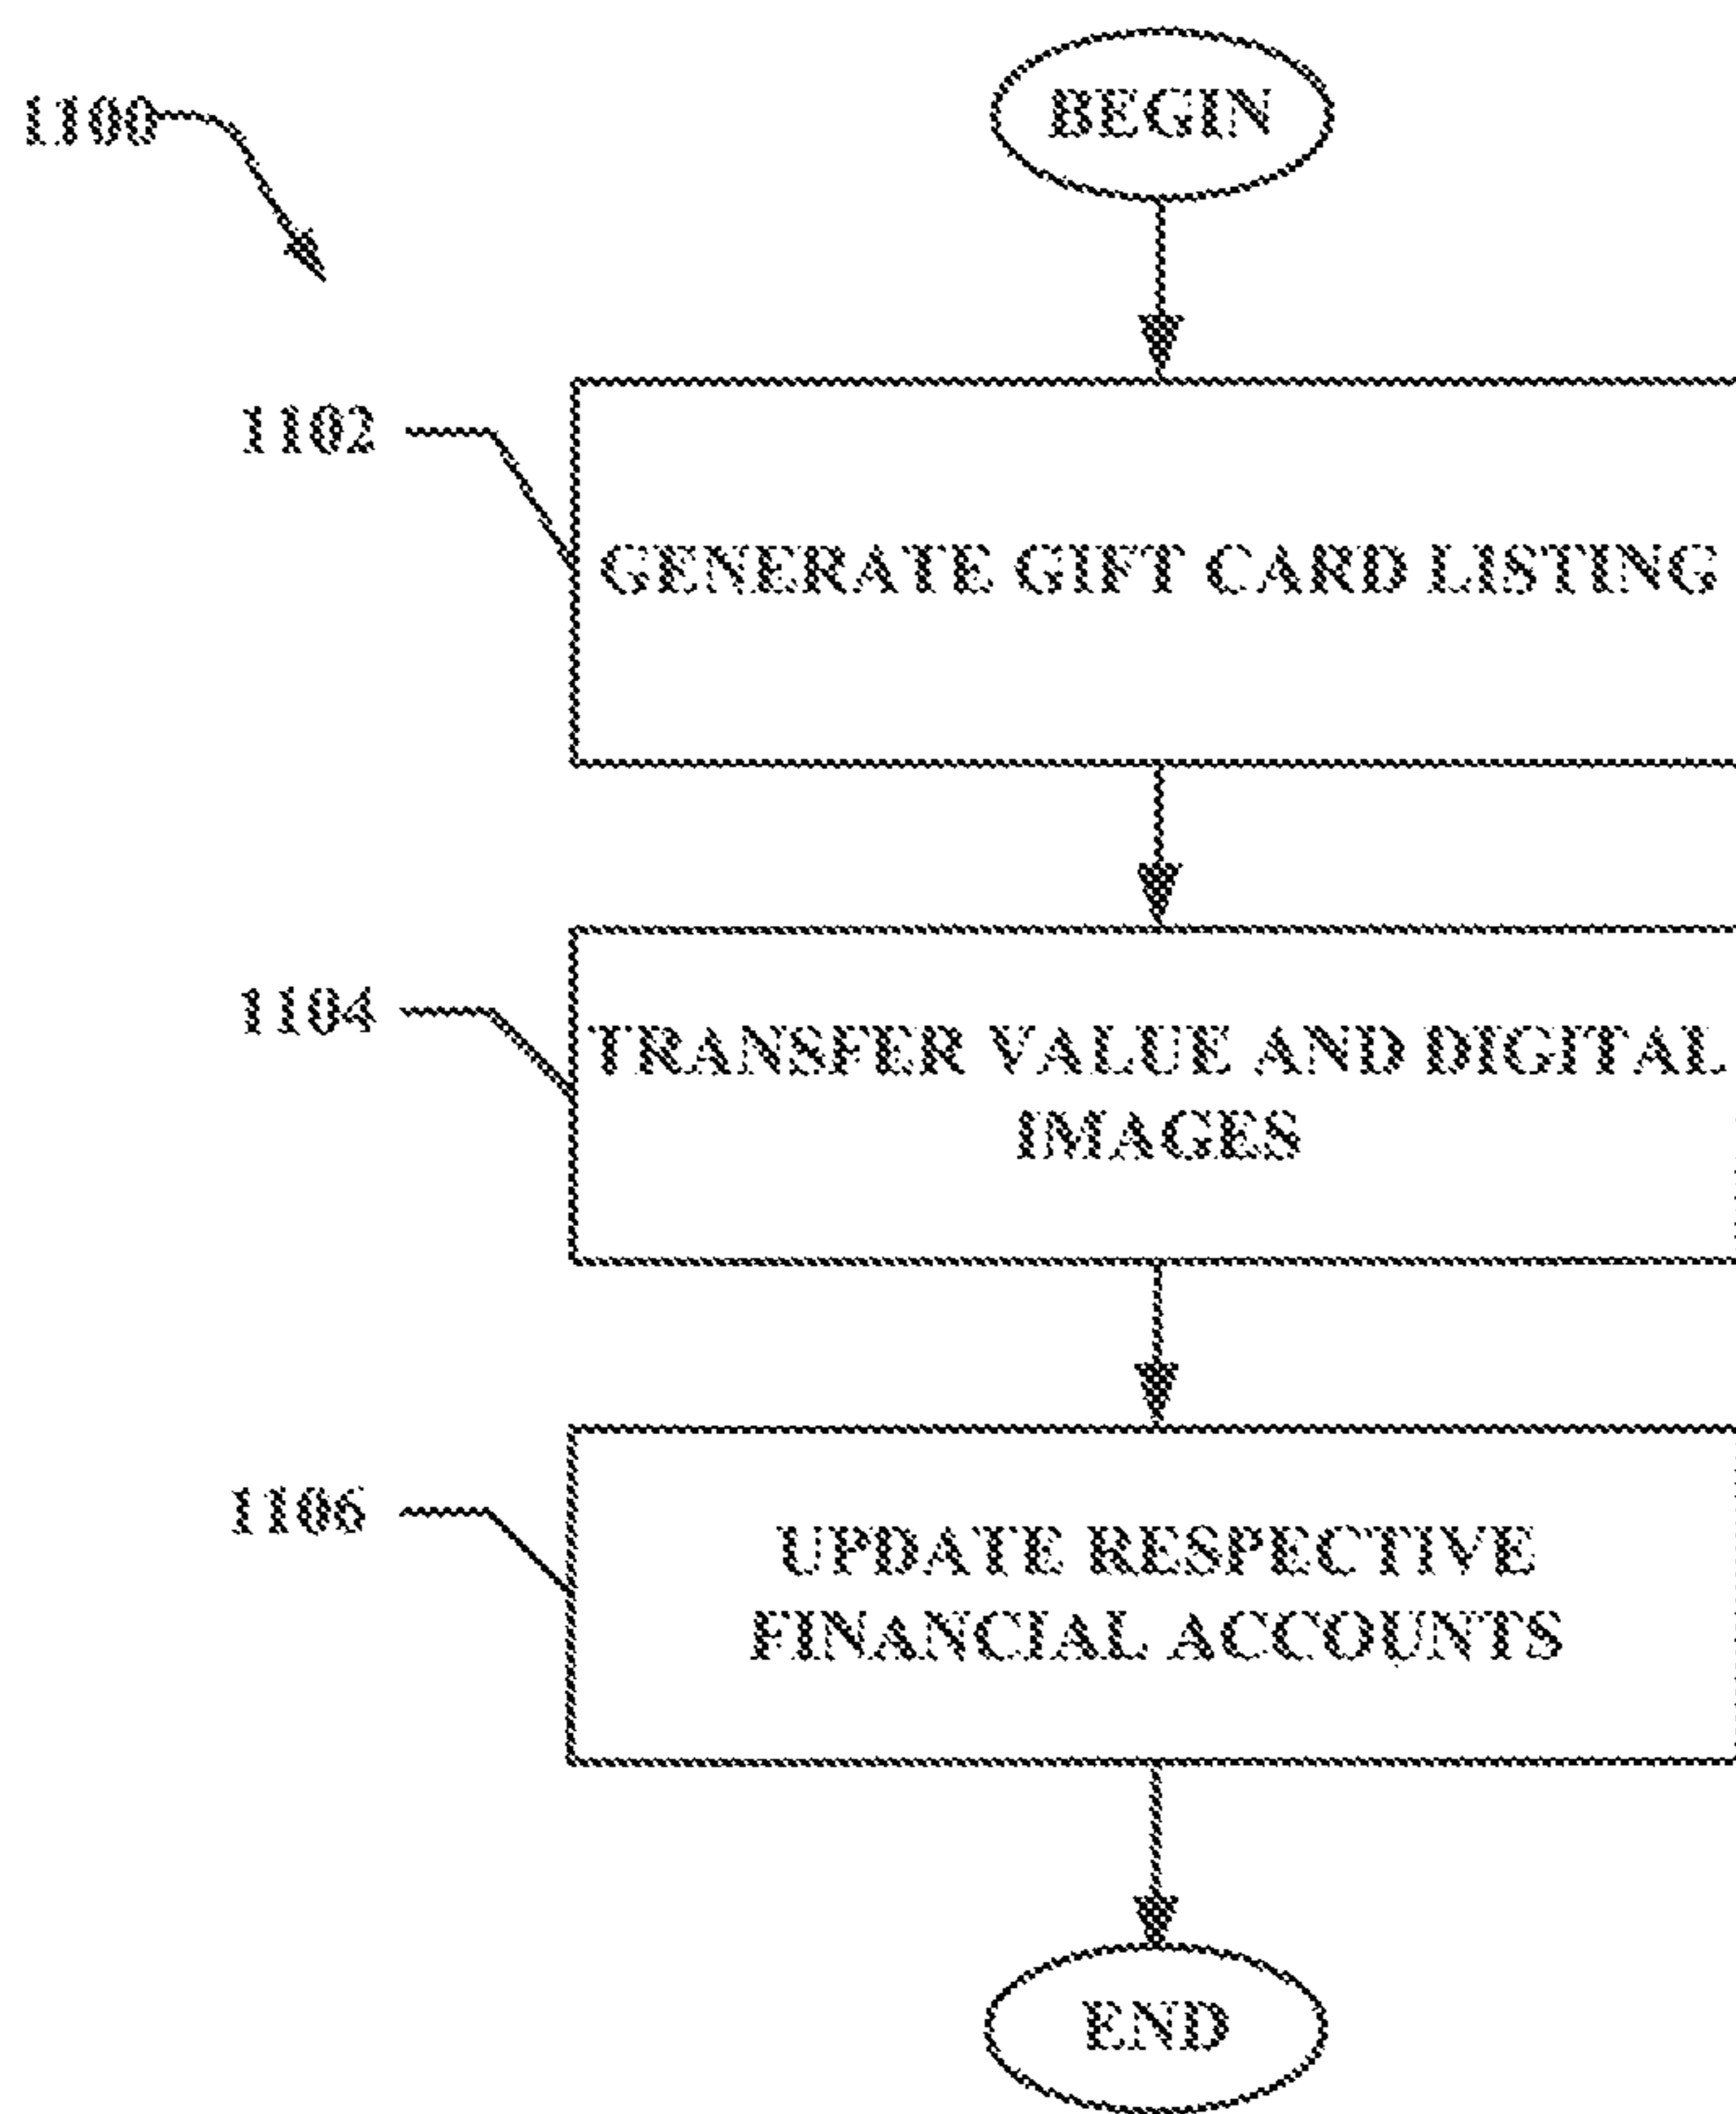 1100
BEGIN
1102
GENERATE GIFT CARD LISTING
1104
TRANSFER VALUE AND DIGITAL
IMAGES
1106
UPDATE RESPECTIVE
FINANCIAL ACCOUNTS
END